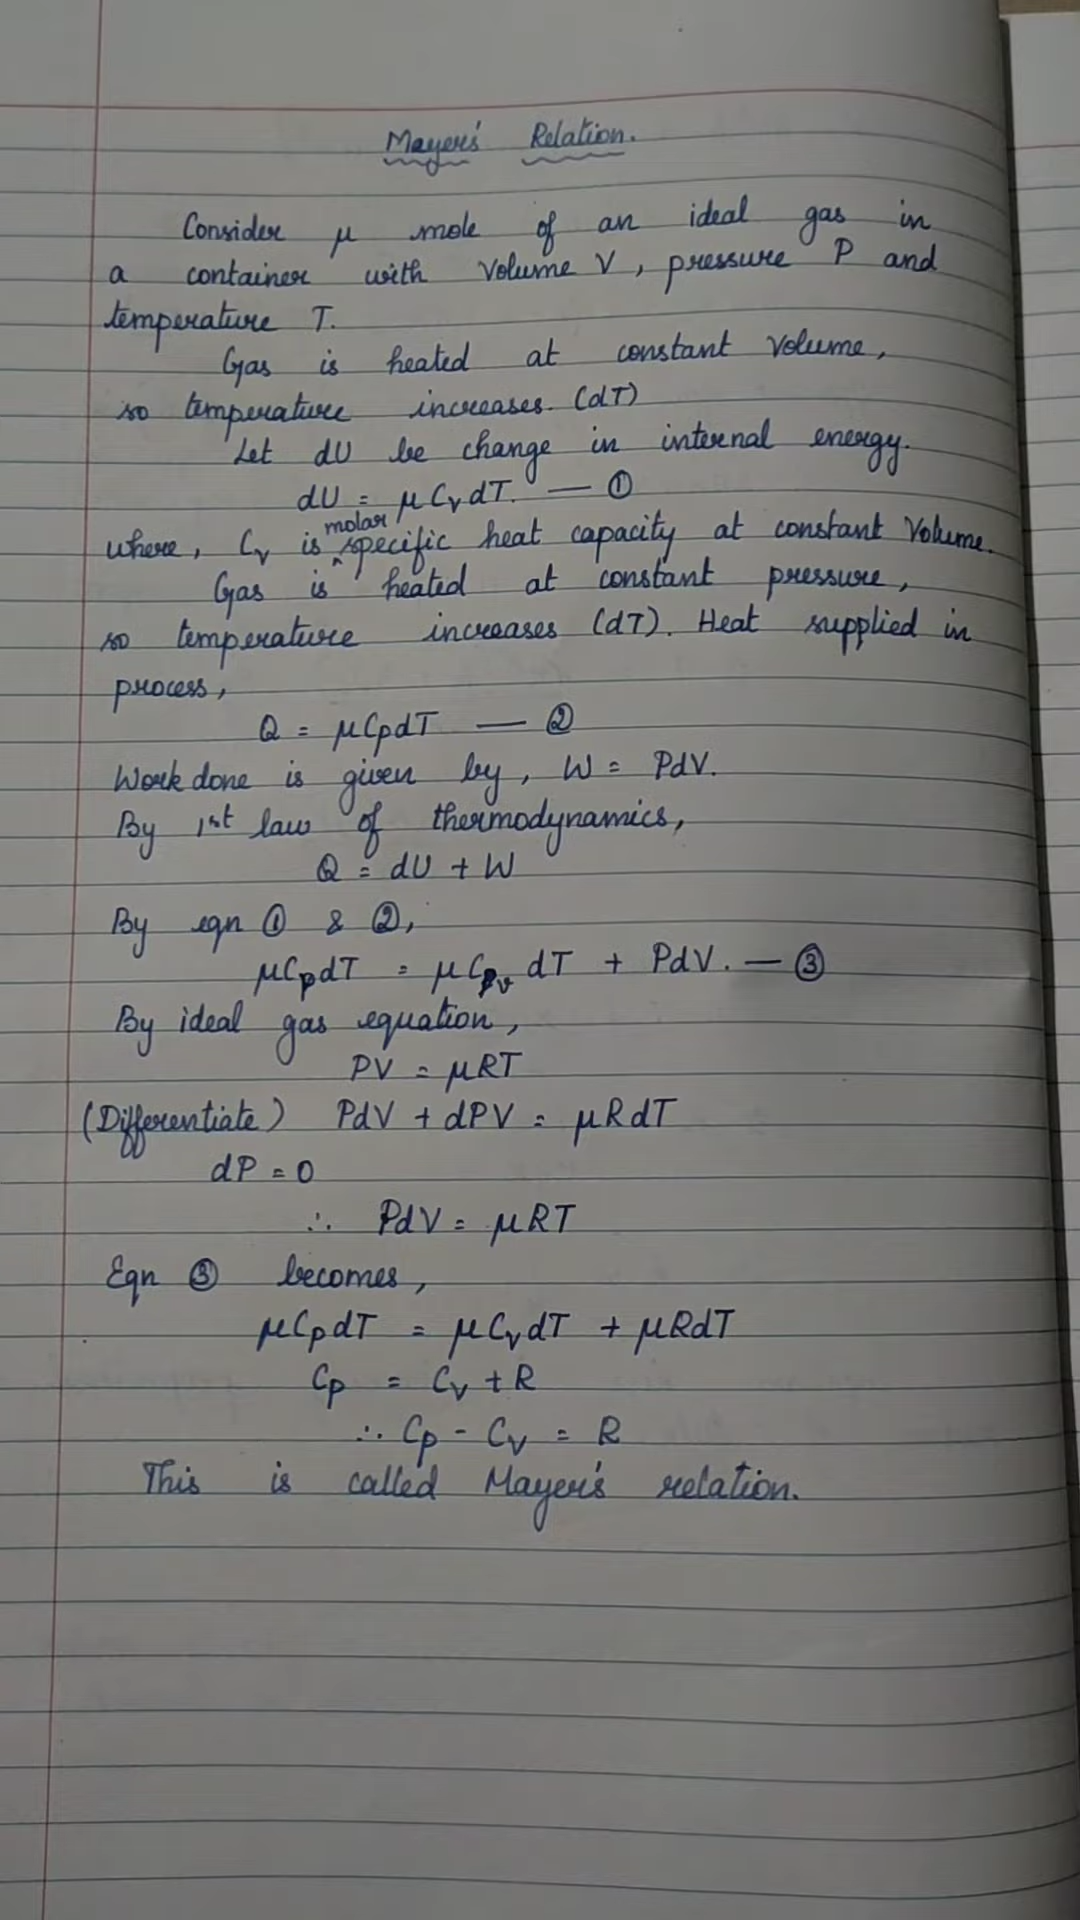 Mayer's Relation.
Consider μ mole of an ideal gas in
a container with volume V, pressure P and
temperature T.
Gas is heated at constant volume,
so temperature increases. (dT)
Let dU be change in internal energy.
dU = μCvdT. — ①
molar
where, Cv is ^ specific heat capacity at constant Volume.
Gas is heated at constant pressure,
so temperature increases (dT). Heat supplied in
process,
Q = μCpdT — ②
Work done is given by, W = PdV.
By 1st law of thermodynamics,
Q = dU + W
By eqn ① & ②,
μCpdT = μCv dT + PdV. — ③
By ideal gas equation,
PV = μRT
(Differentiate) PdV + dPV = μRdT
dP = 0
∴ PdV = μRT
Eqn ③ becomes,
μCpdT = μCvdT + μRdT
Cp = Cv + R
∴ Cp - Cv = R
This is called Mayer's relation.